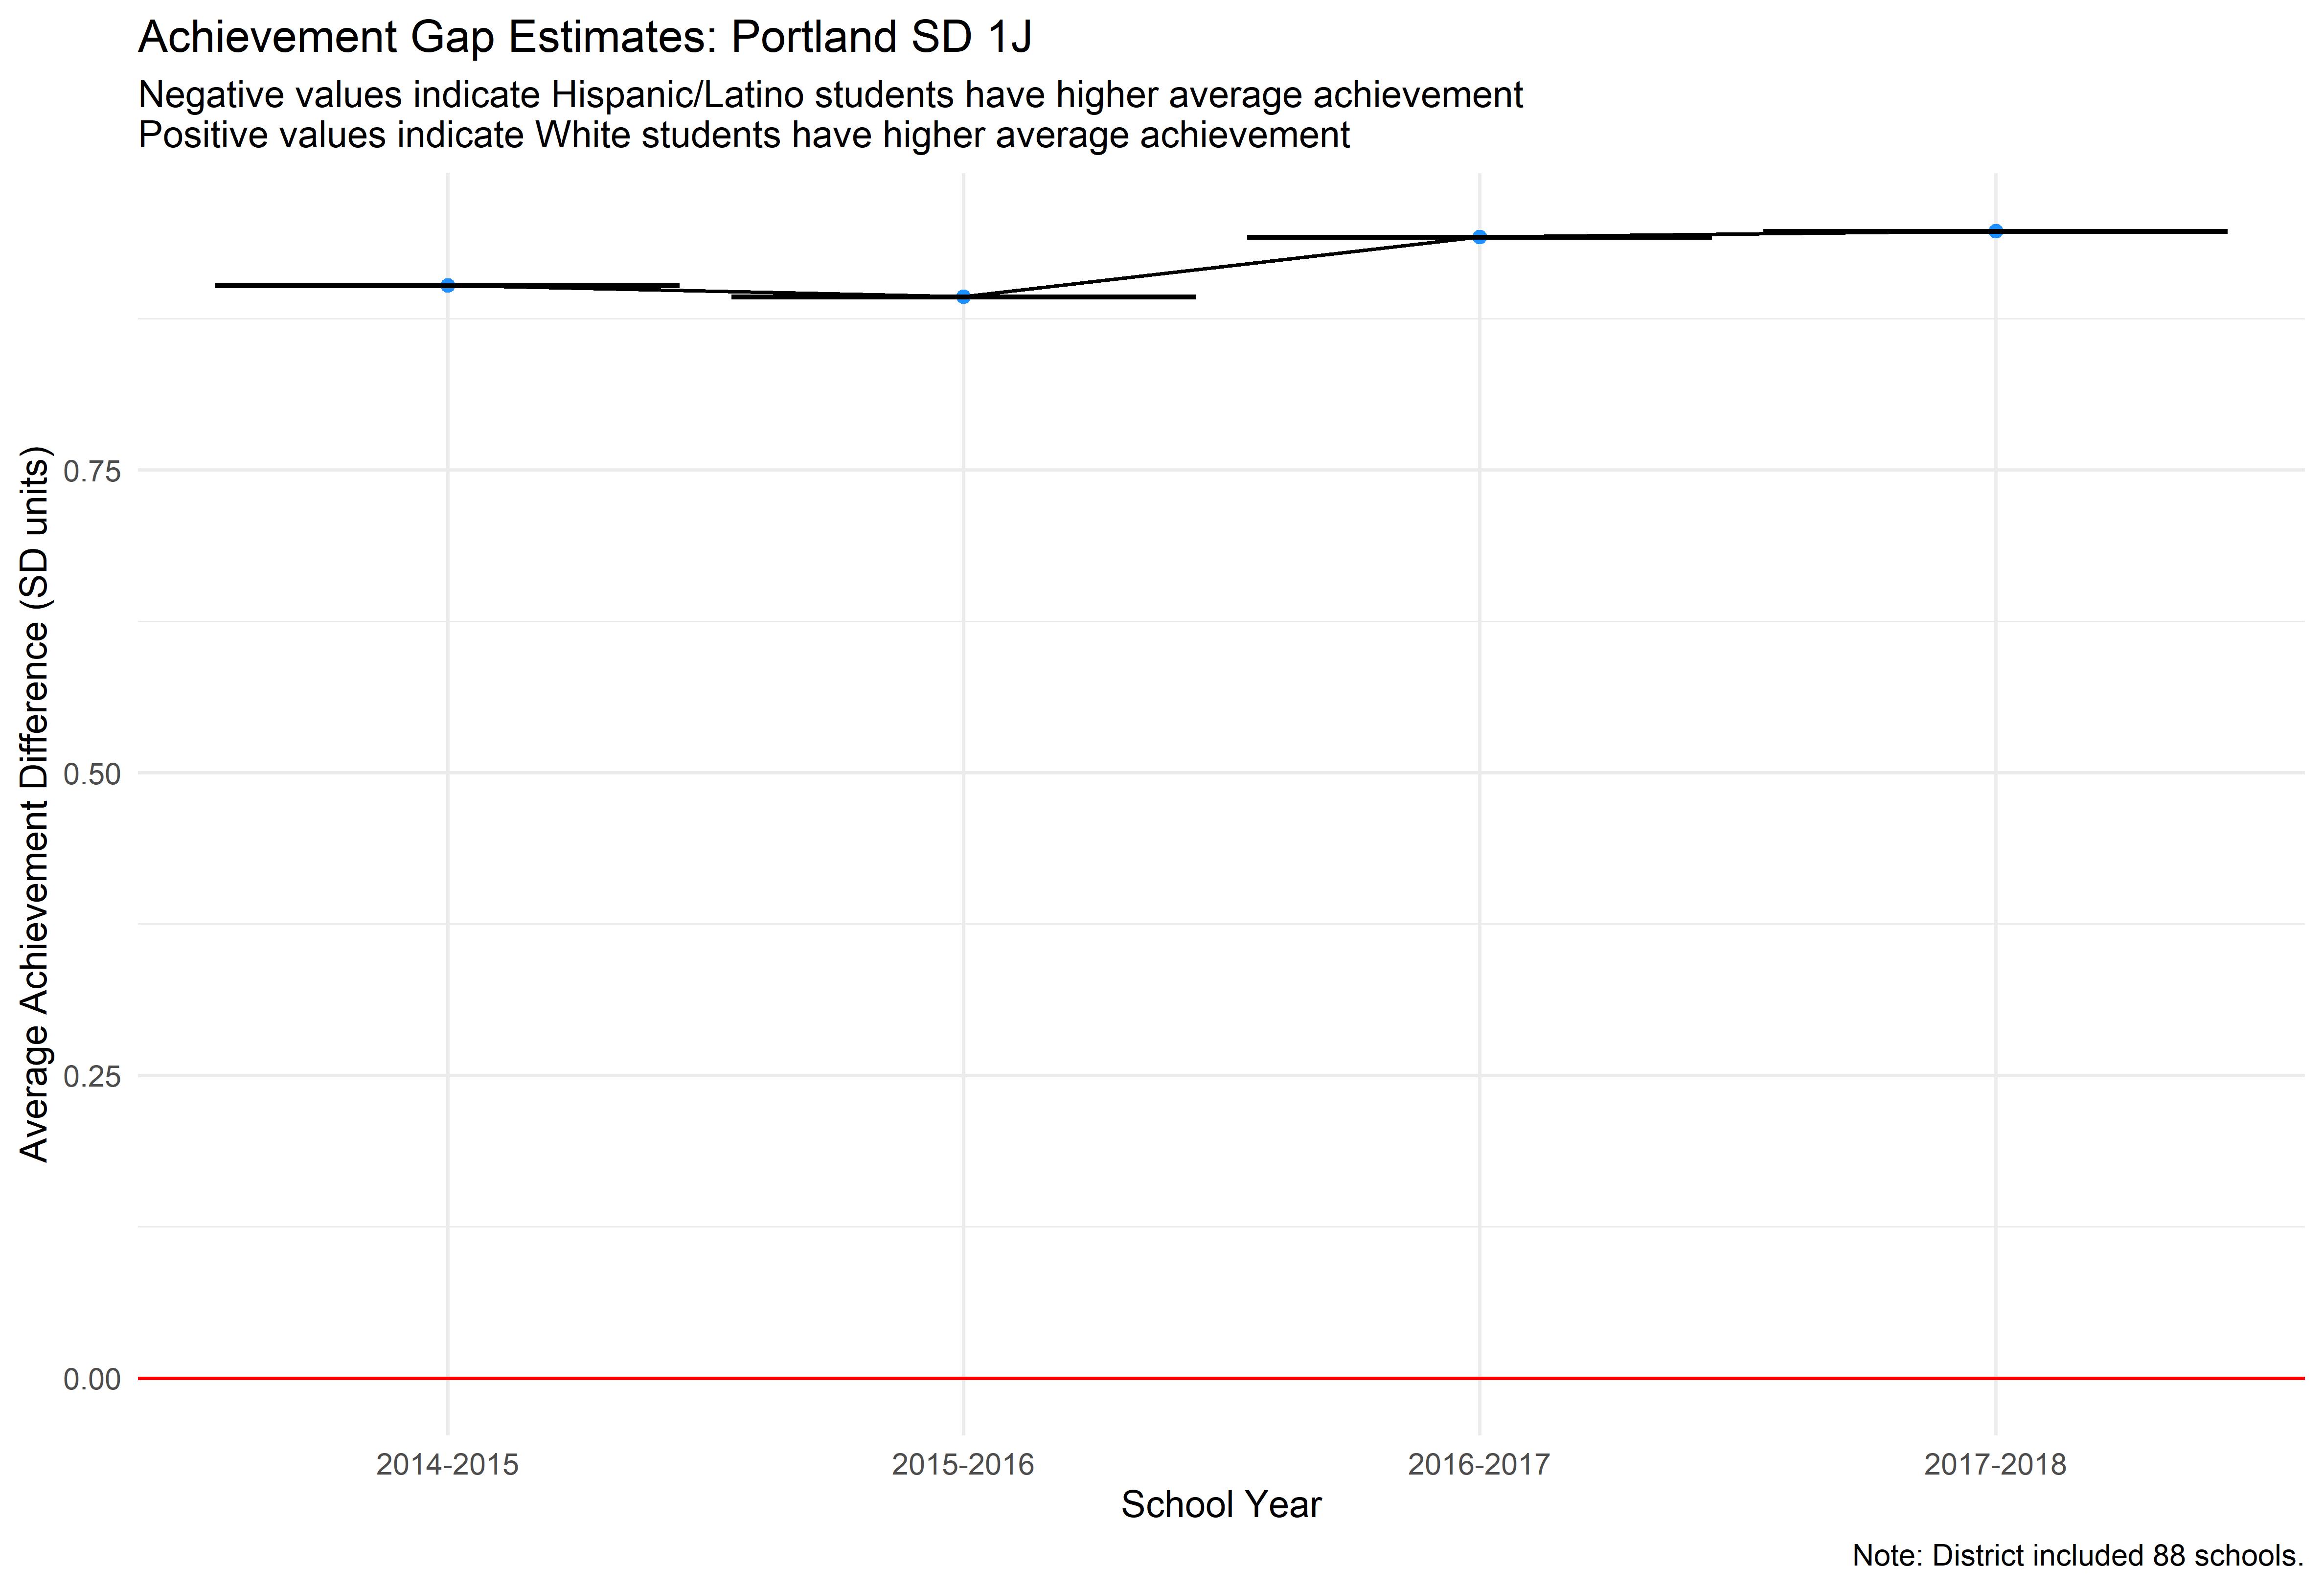 Achievement Gap Estimates: Portland SD 1J
Negative values indicate Hispanic/Latino students have higher average achievement
Positive values indicate White students have higher average achievement
Average Achievement Difference (SD units)
0.75
0.50
0.25
0.00
2014-2015
2015-2016
2016-2017
2017-2018
School Year
Note: District included 88 schools.